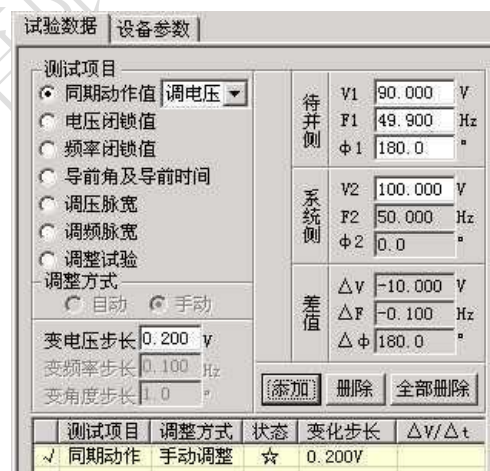 试验数据 设备参数
测试项目
同期动作值 调电压
电压闭锁值
频率闭锁值
导前角及导前时间
调压脉宽
调频脉宽
调整试验
调整方式
自动 手动
变电压步长 0.200 V
变频率步长 0.100 Hz
变角度步长 1.0 °
待并侧
V1 90.000 V
F1 49.900 Hz
φ1 180.0 °
系统侧
V2 100.000 V
F2 50.000 Hz
φ2 0.0 °
差值
△V -10.000 V
△F -0.100 Hz
△φ 180.0 °
添加 删除 全部删除
测试项目 调整方式 状态 变化步长 △V/△t
√ 同期动作 手动调整 ☆ 0.200V